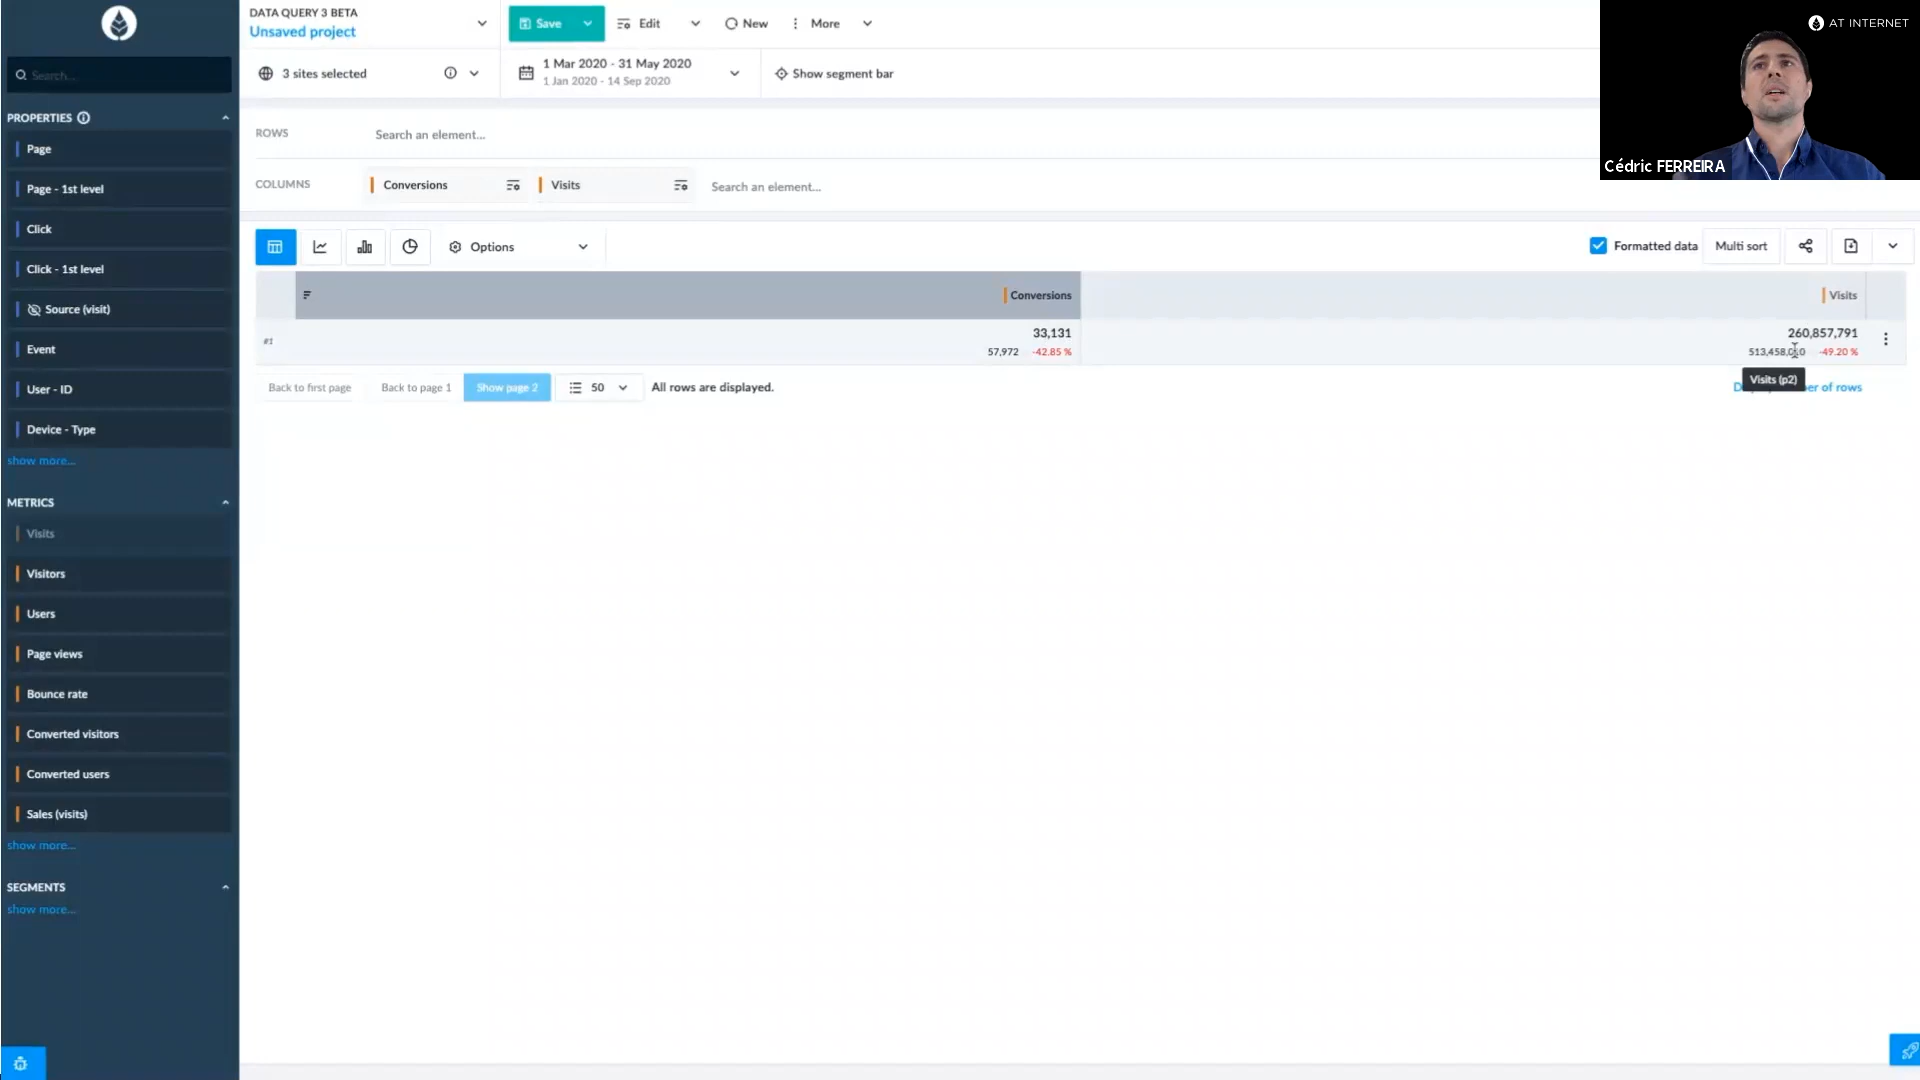 DATA QUERY 3 BETA
Unsaved project
Save
Edit
New
More
AT INTERNET
Search...
3 sites selected
1 Mar 2020 - 31 May 2020
1 Jan 2020 - 14 Sep 2020
Show segment bar
Cédric FERREIRA
PROPERTIES
Page
Page - 1st level
Click
Click - 1st level
Source (visit)
Event
User - ID
Device - Type
show more...
METRICS
Visits
Visitors
Users
Page views
Bounce rate
Converted visitors
Converted users
Sales (visits)
show more...
SEGMENTS
show more...
ROWS
Search an element...
COLUMNS
Conversions
Visits
Search an element...
Options
Formatted data
Multi sort
Conversions
Visits
#1
33,131
57,972 -42.85 %
260,857,791
-49.20 %
Visits (p2)
Back to first page
Back to page 1
Show page 2
50
All rows are displayed.
of rows